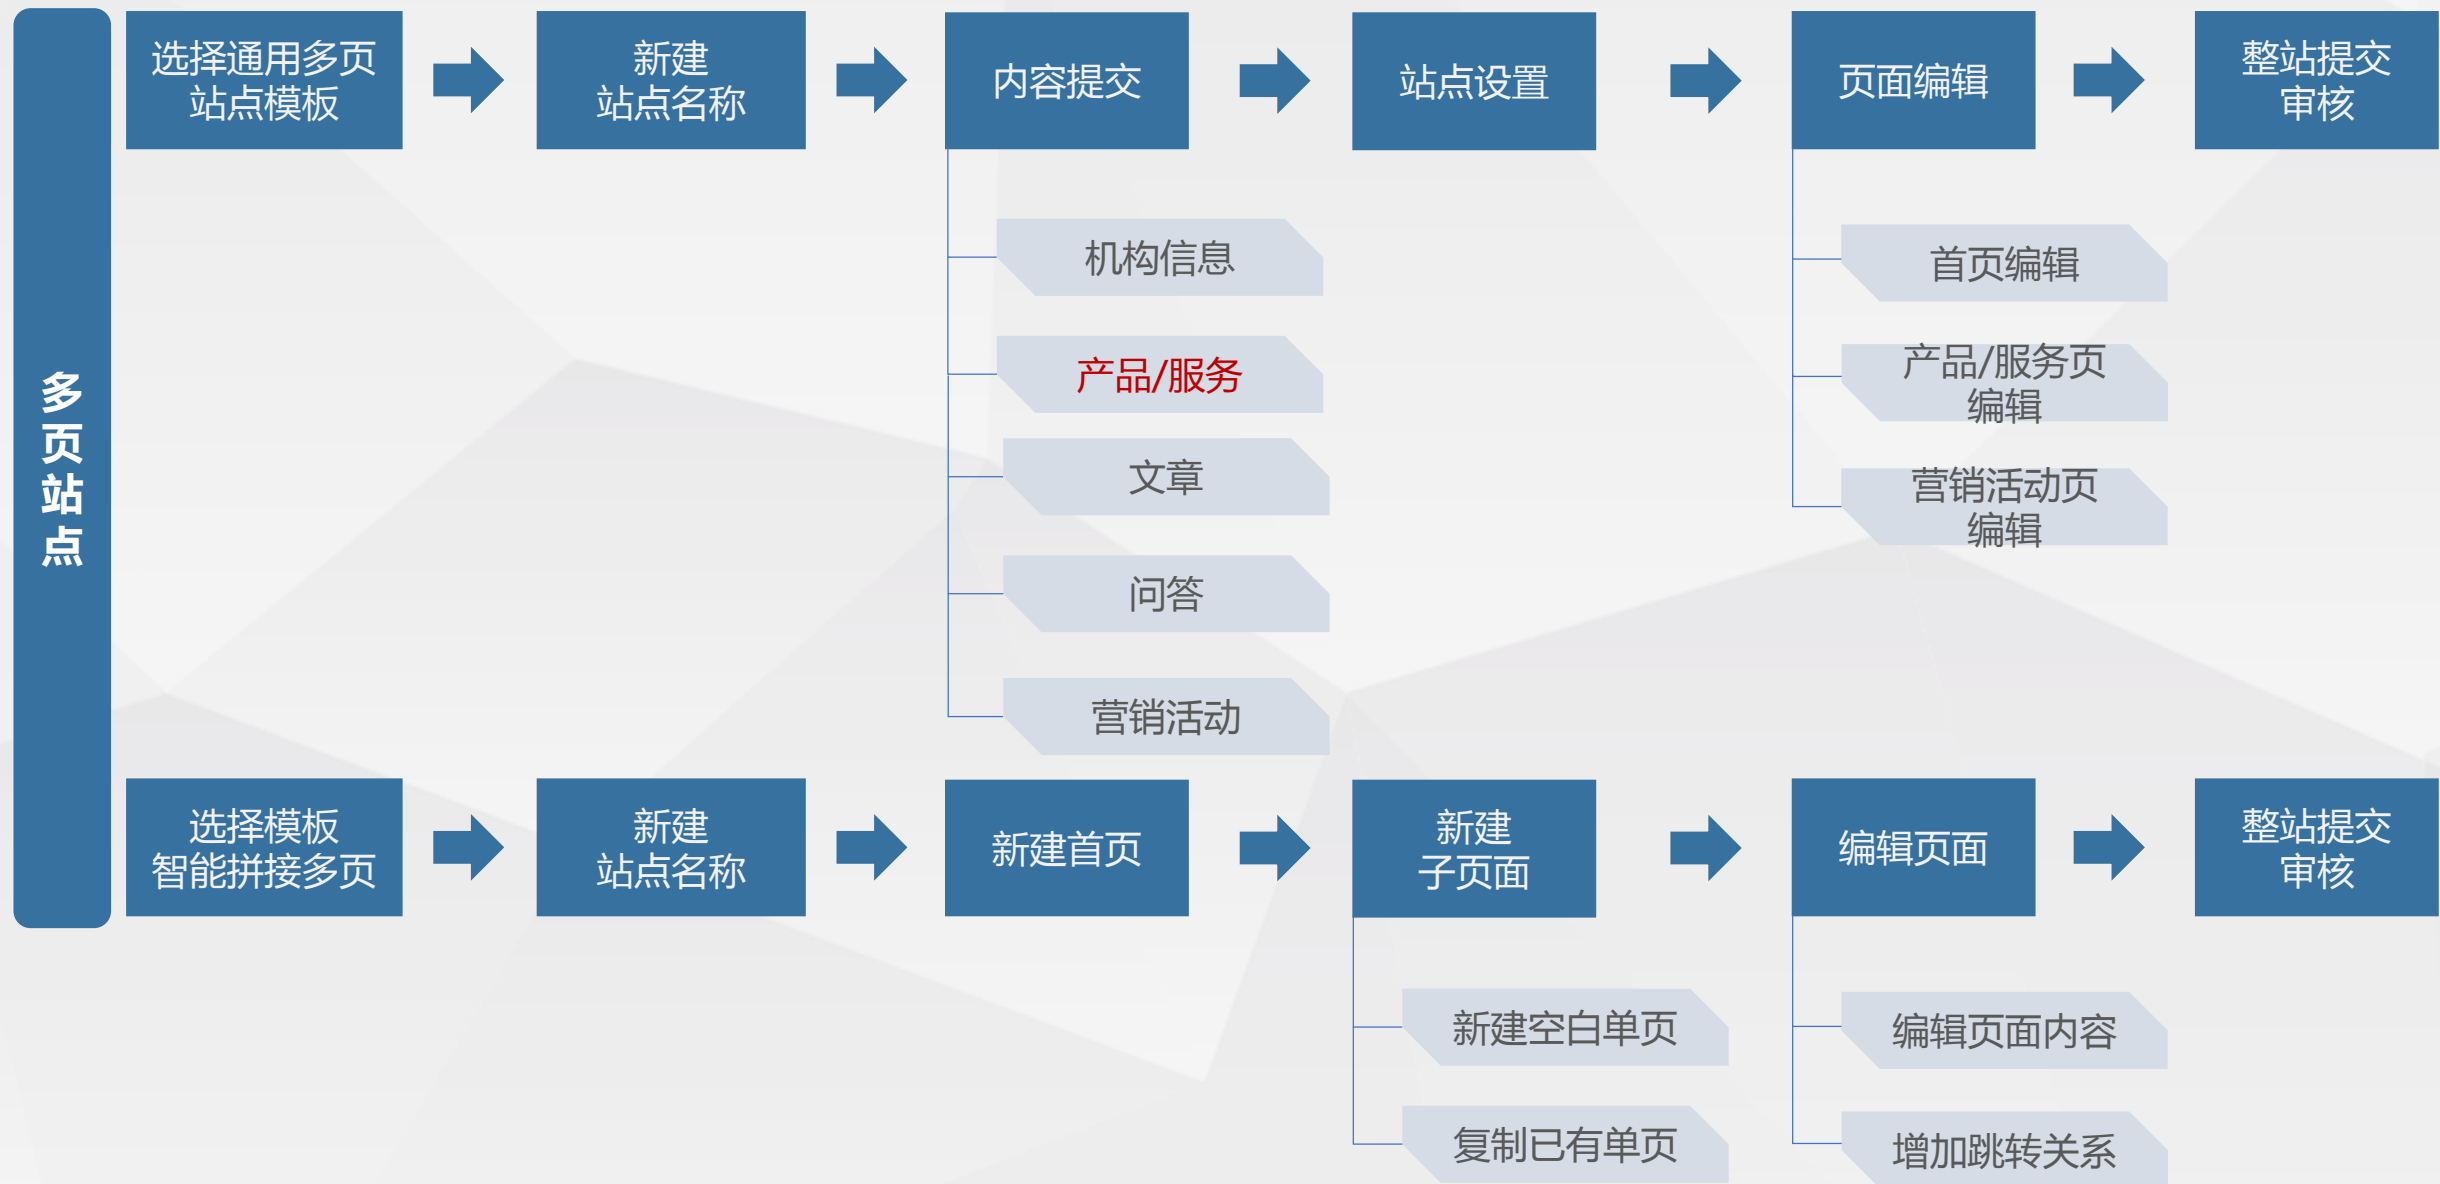 多
页
站
点
选择通用多页
站点模板
新建
站点名称
内容提交
站点设置
页面编辑
整站提交
审核
机构信息
产品/服务
文章
问答
营销活动
首页编辑
产品/服务页
编辑
营销活动页
编辑
选择模板
智能拼接多页
新建
站点名称
新建首页
新建
子页面
编辑页面
整站提交
审核
新建空白单页
复制已有单页
编辑页面内容
增加跳转关系